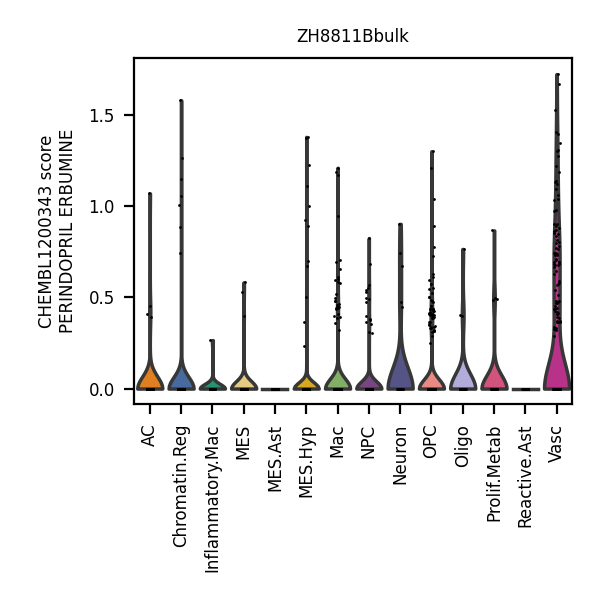 ZH8811Bbulk
CHEMBL1200343 score
PERINDOPRIL ERBUMINE
1.5
1.0
0.5
0.0
AC
Chromatin.Reg
Inflammatory.Mac
MES
MES.Ast
MES.Hyp
Mac
NPC
Neuron
OPC
Oligo
Prolif.Metab
Reactive.Ast
Vasc